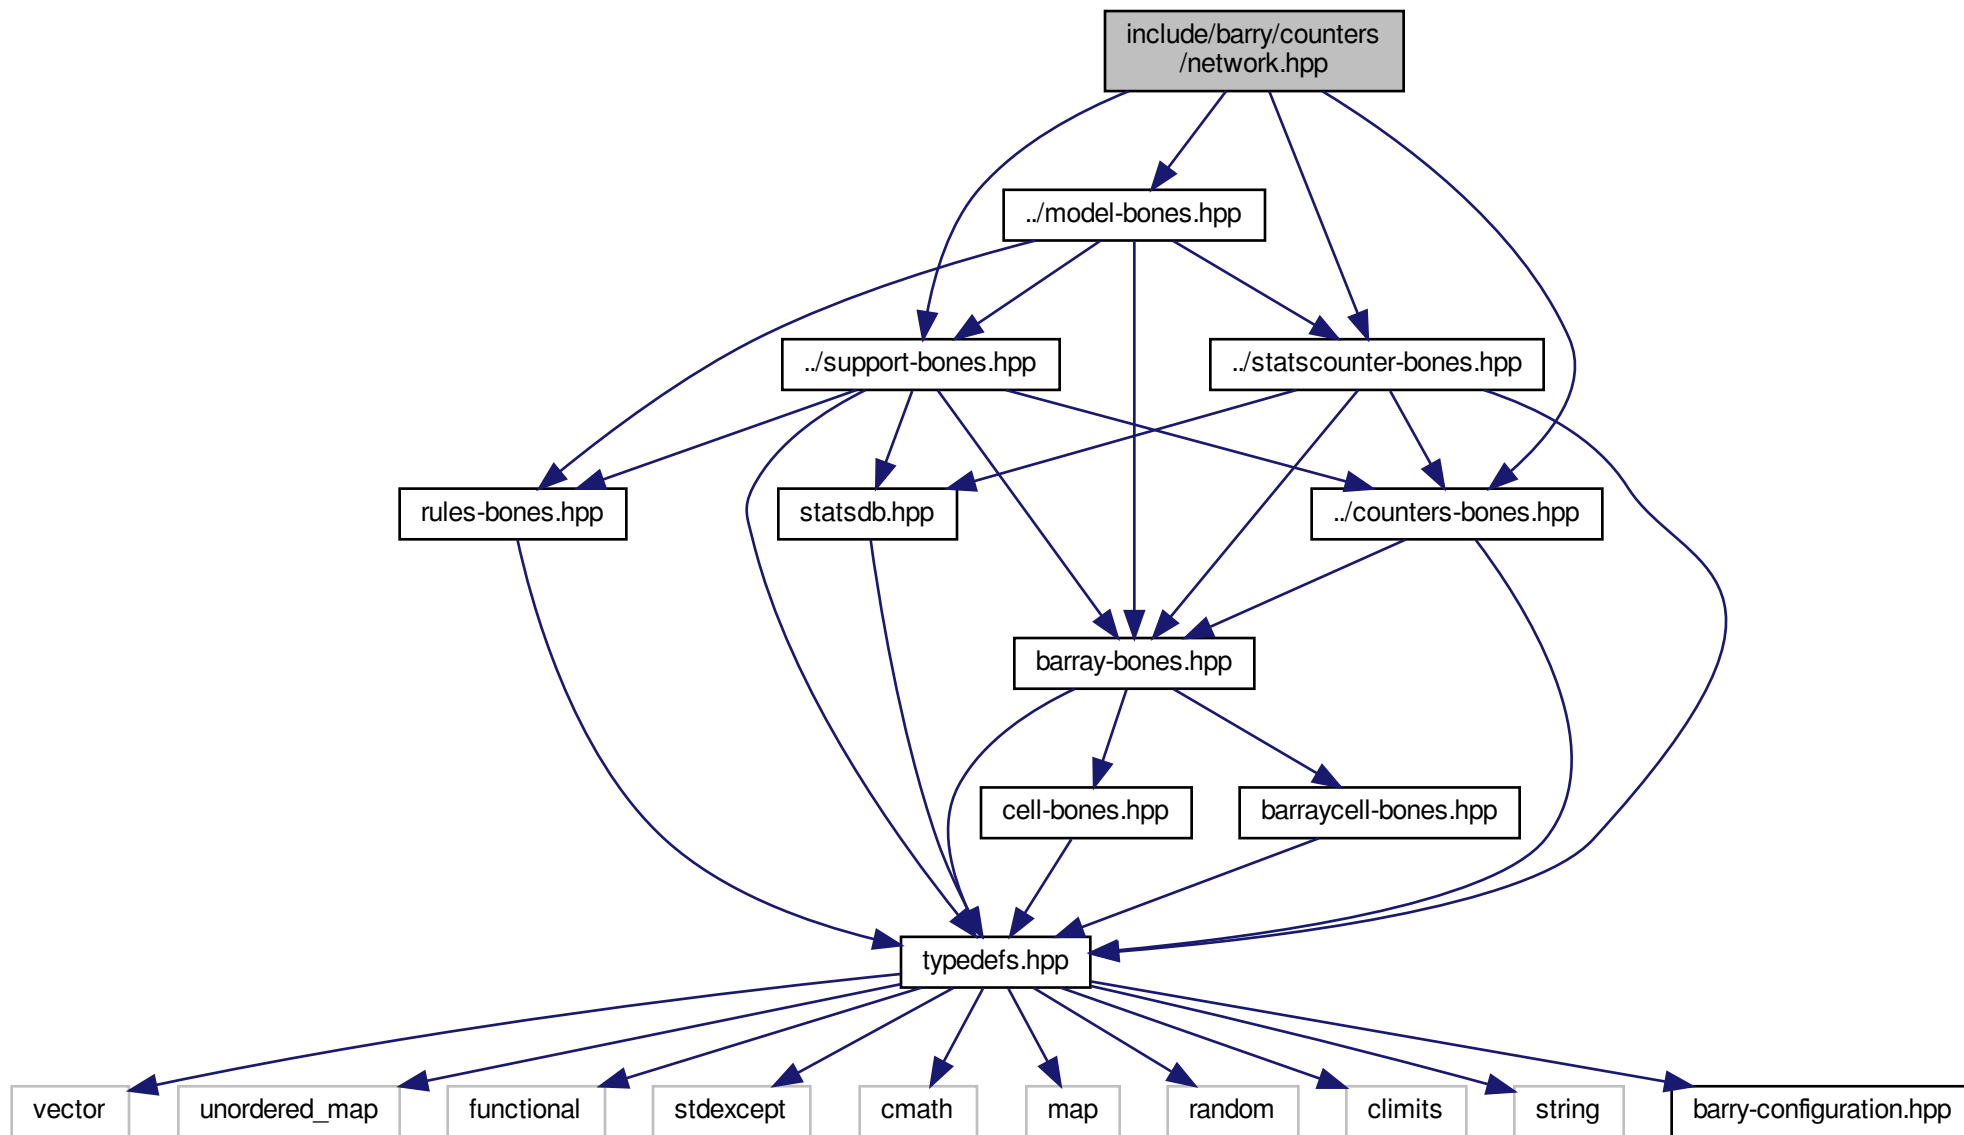 include/barry/counters
/network.hpp
../model-bones.hpp
../support-bones.hpp
../statscounter-bones.hpp
rules-bones.hpp
statsdb.hpp
../counters-bones.hpp
barray-bones.hpp
cell-bones.hpp
barraycell-bones.hpp
typedefs.hpp
vector
unordered_map
functional
stdexcept
cmath
map
random
climits
string
barry-configuration.hpp